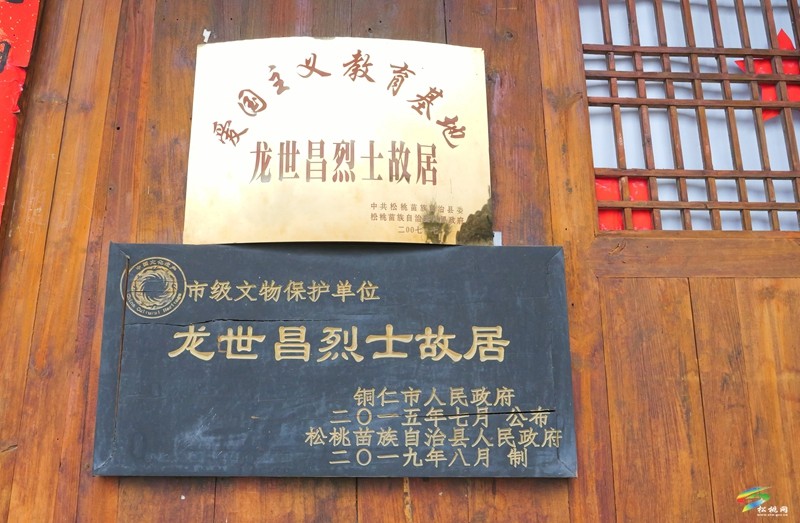 爱国主义教育基地
龙世昌烈士故居
中共松桃苗族自治县委
松桃苗族自治县人民政府
二00七
市级文物保护单位
龙世昌烈士故居
铜仁市人民政府
二〇一五年七月 公布
松桃苗族自治县人民政府
二〇一九年八月 制
松桃网